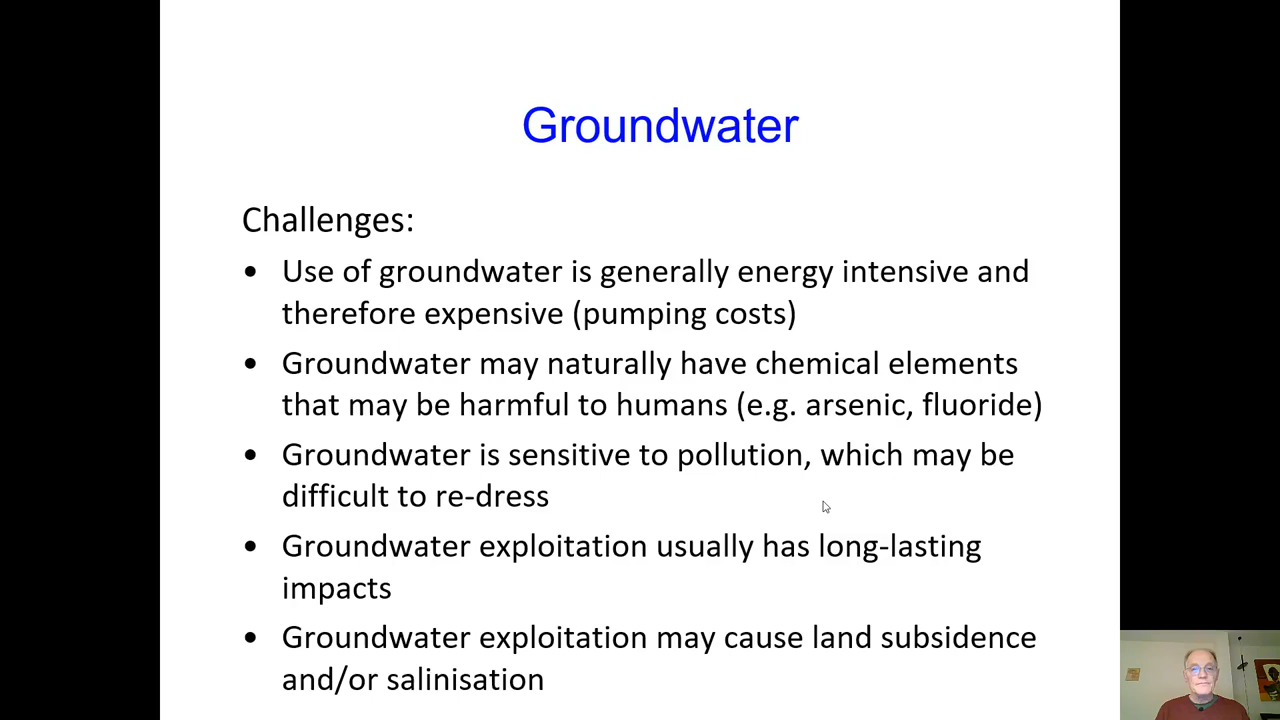 Groundwater
Challenges:
• Use of groundwater is generally energy intensive and
therefore expensive (pumping costs)
• Groundwater may naturally have chemical elements
that may be harmful to humans (e.g. arsenic, fluoride)
• Groundwater is sensitive to pollution, which may be
difficult to re-dress
• Groundwater exploitation usually has long-lasting
impacts
• Groundwater exploitation may cause land subsidence
and/or salinisation